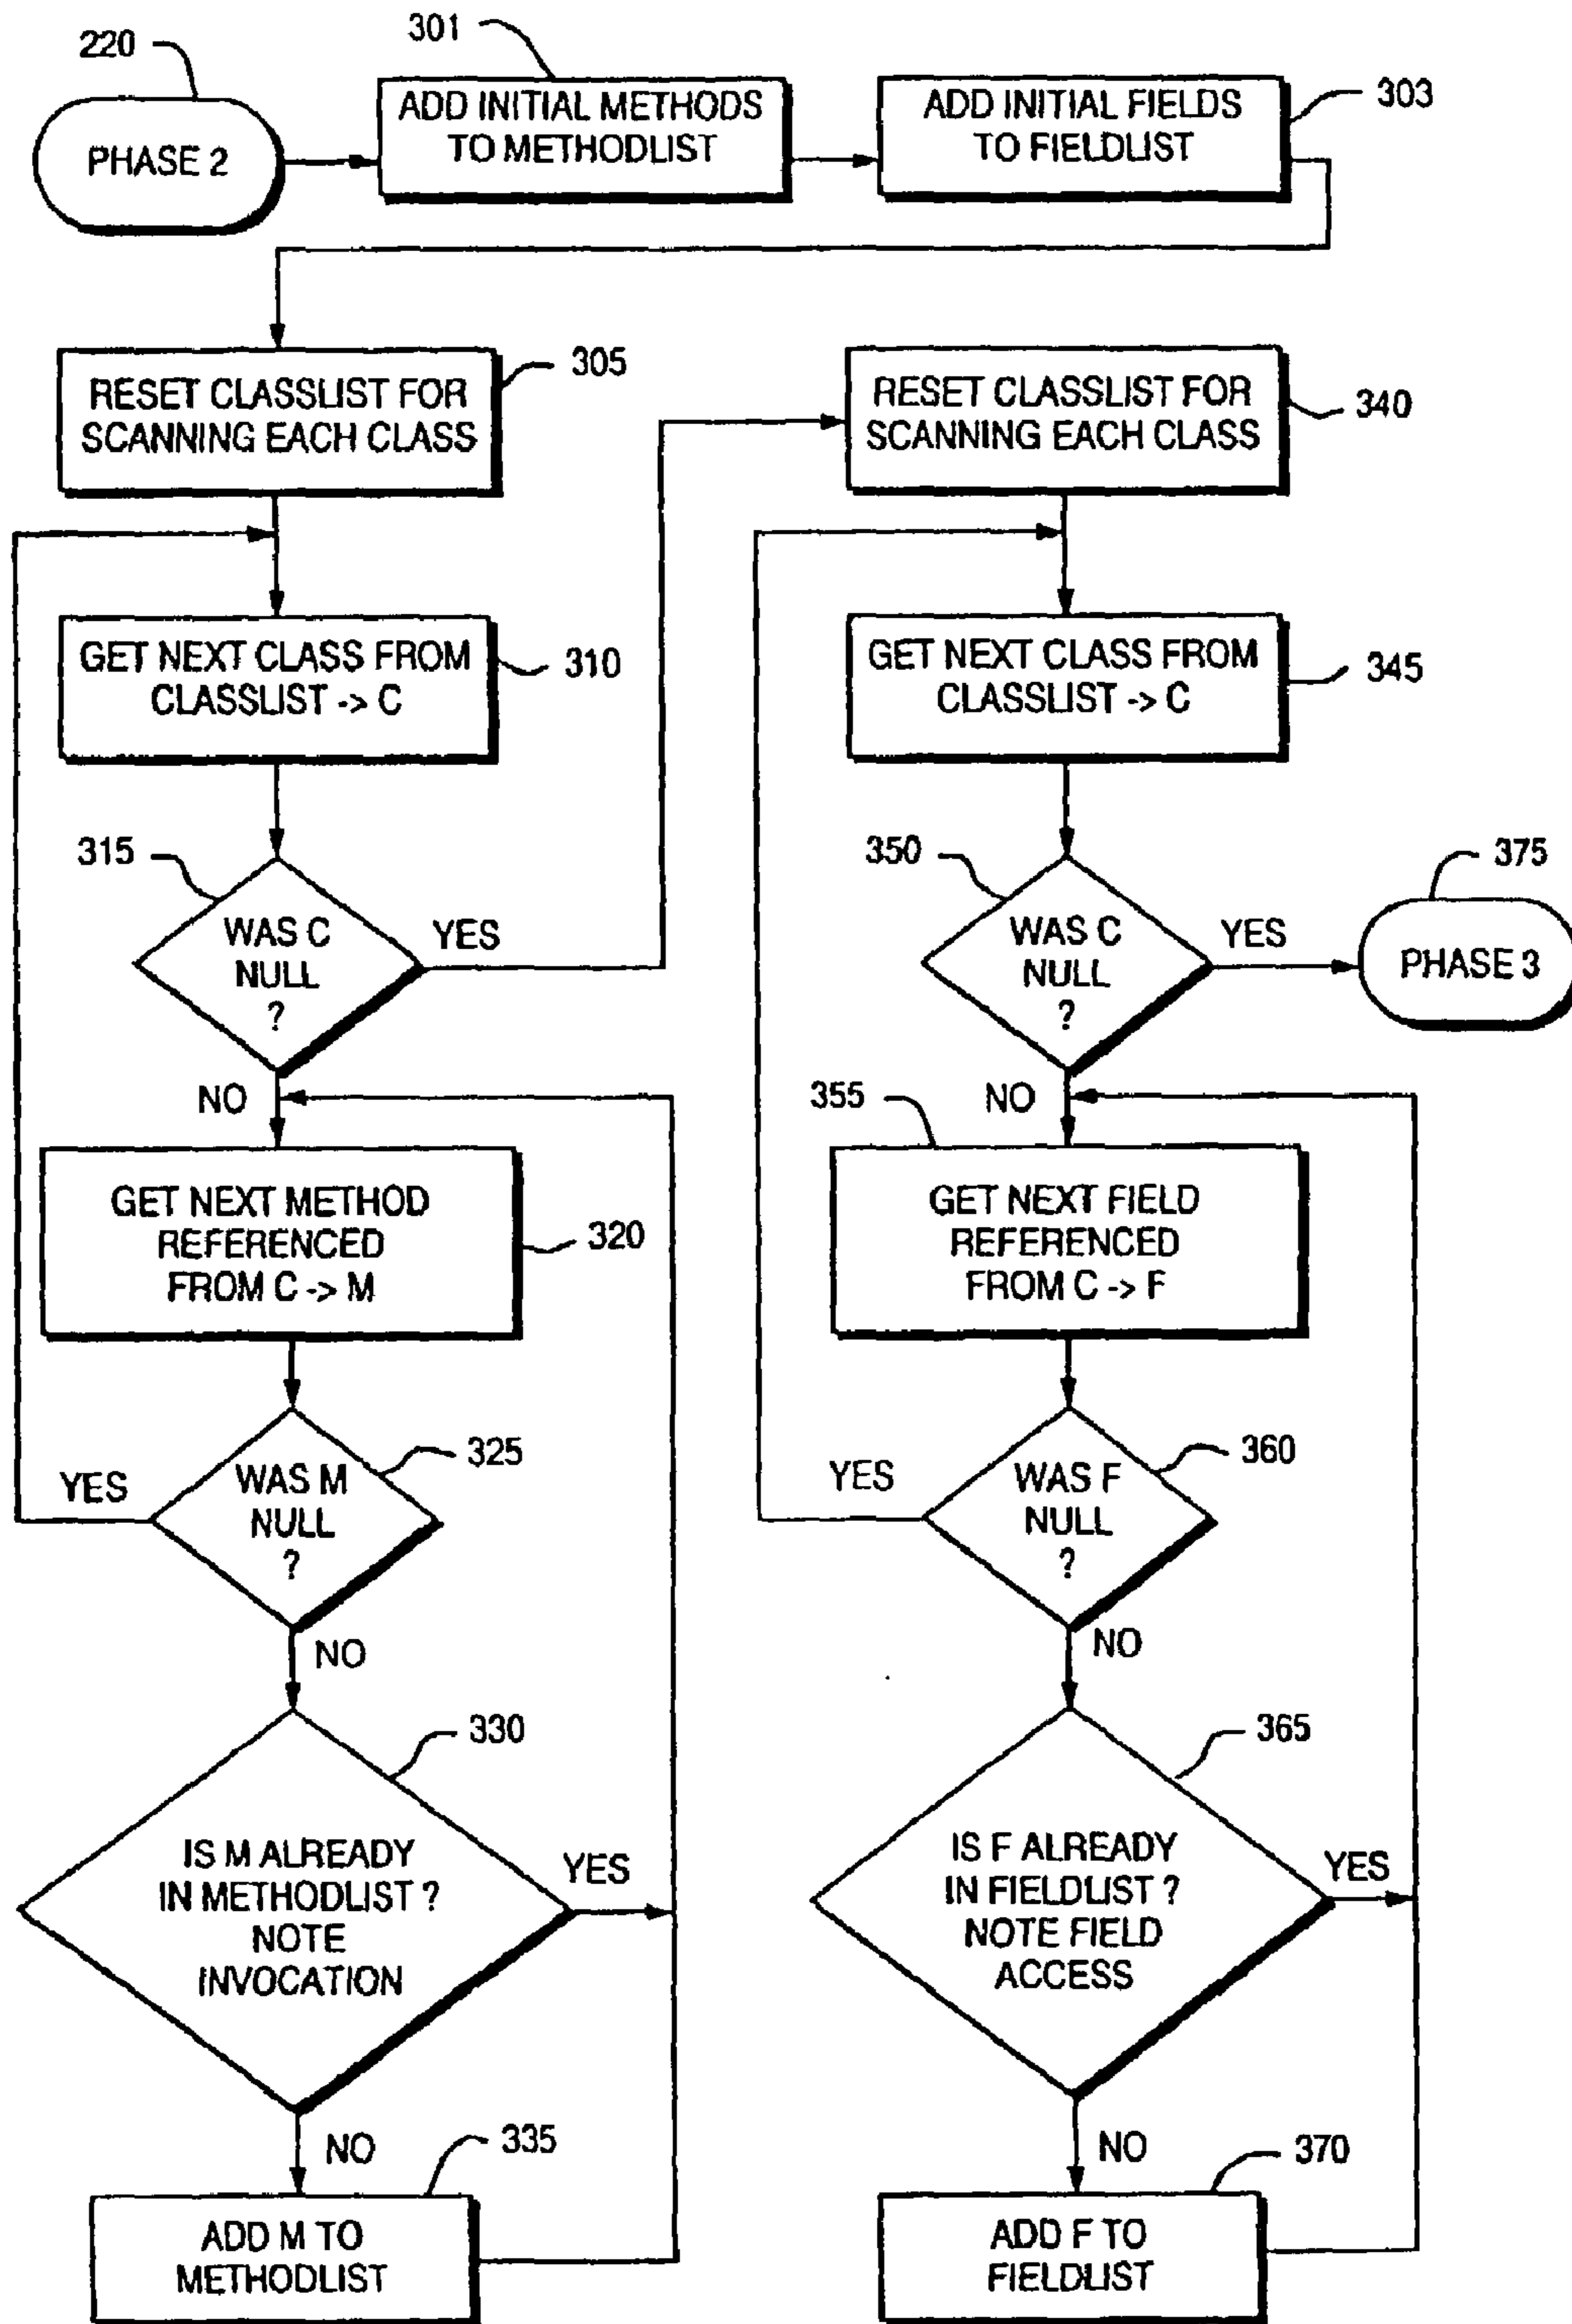 220
PHASE 2
301
ADD INITIAL METHODS
TO METHODLIST
ADD INITIAL FIELDS
TO FIELDLIST
303
RESET CLASSLIST FOR
SCANNING EACH CLASS
305
GET NEXT CLASS FROM
CLASSLIST -> C
310
315
WAS C
NULL
?
YES
NO
GET NEXT METHOD
REFERENCED
FROM C -> M
320
325
WAS M
NULL
?
YES
NO
330
IS M ALREADY
IN METHODLIST ?
NOTE
INVOCATION
YES
NO
335
ADD M TO
METHODLIST
RESET CLASSLIST FOR
SCANNING EACH CLASS
340
GET NEXT CLASS FROM
CLASSLIST -> C
345
350
WAS C
NULL
?
YES
375
PHASE 3
NO
355
GET NEXT FIELD
REFERENCED
FROM C -> F
360
WAS F
NULL
?
YES
NO
365
IS F ALREADY
IN FIELDLIST ?
NOTE FIELD
ACCESS
YES
NO
370
ADD F TO
FIELDLIST